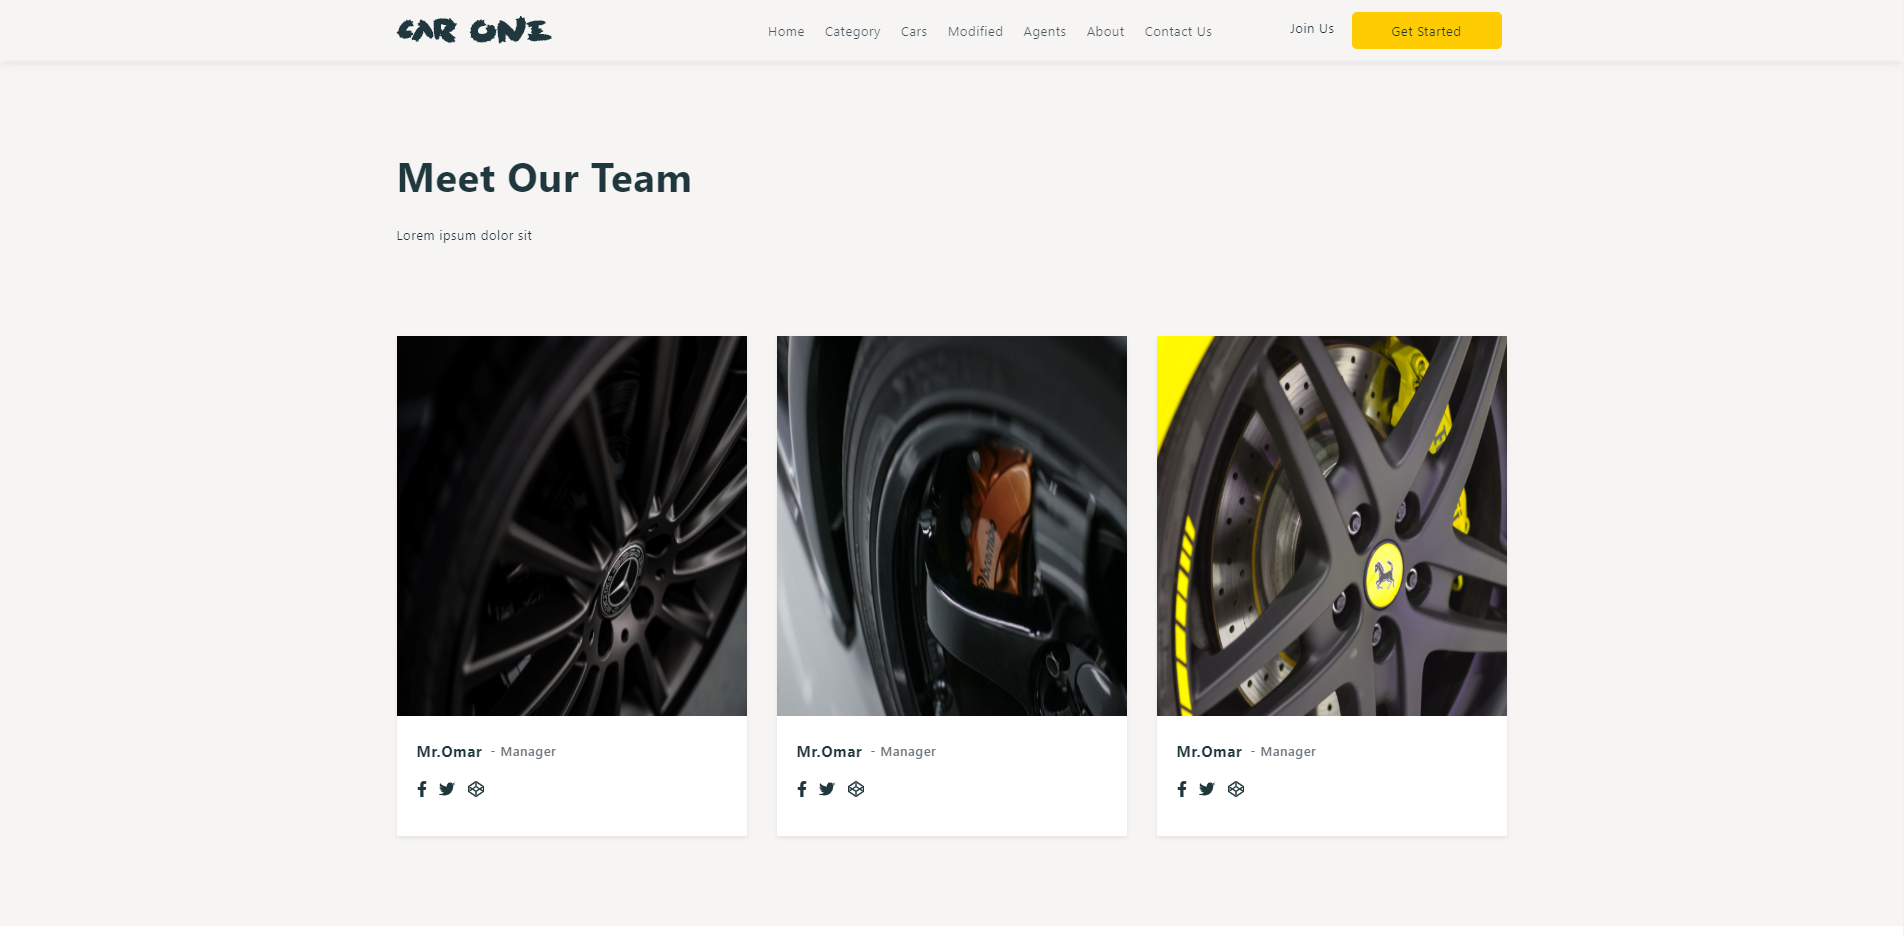 CAR ONE
Home Category Cars Modified Agents About Contact Us Join Us Get Started
Meet Our Team
Lorem ipsum dolor sit
brembo
Mr.Omar - Manager
Mr.Omar - Manager
Mr.Omar - Manager